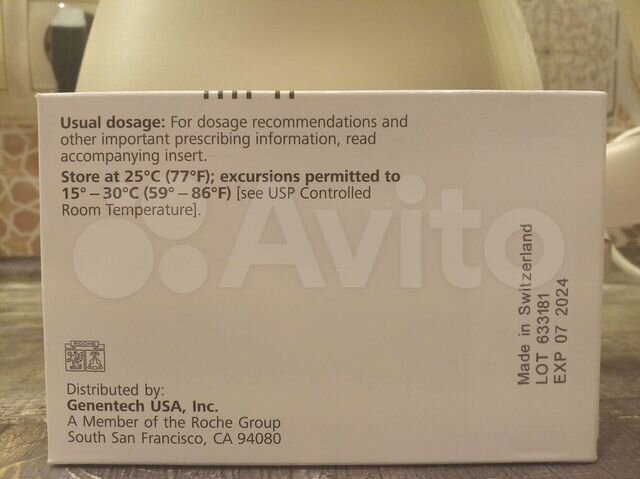 Usual dosage: For dosage recommendations and
other important prescribing information, read
accompanying insert.
Store at 25°C (77°F); excursions permitted to
15° – 30°C (59° – 86°F) [see USP Controlled
Room Temperature].
Avito
Made in Switzerland
LOT 633181
EXP 07 2024
ROCHE
Distributed by:
Genentech USA, Inc.
A Member of the Roche Group
South San Francisco, CA 94080